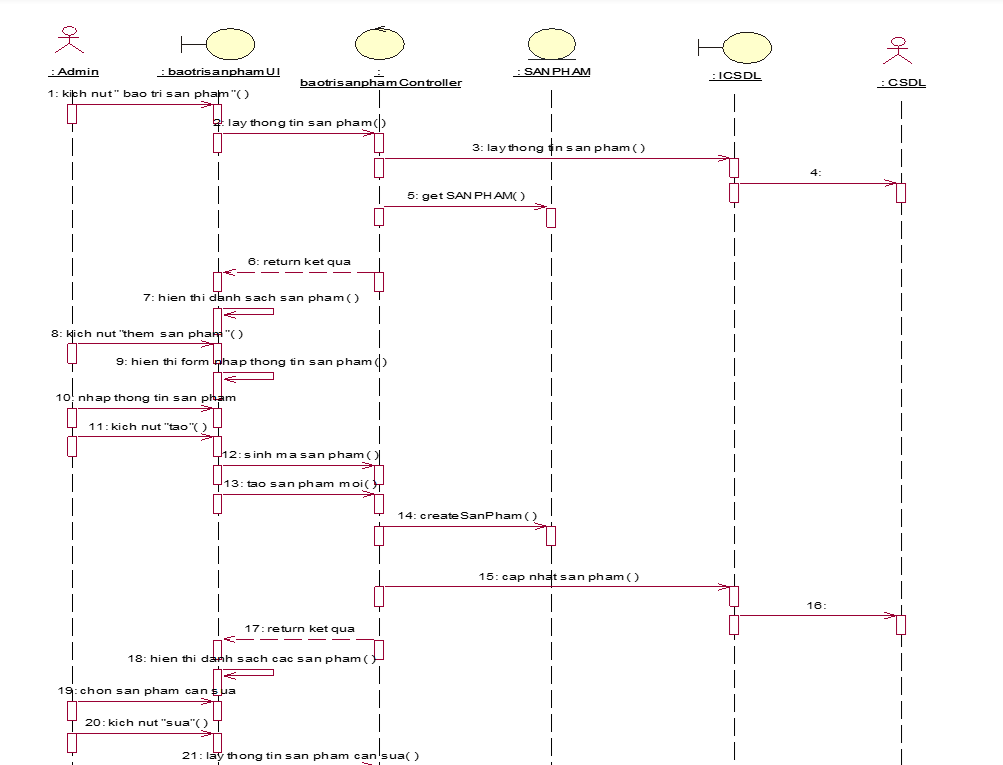 : Admin
: baotrisanphamUI
:
baotrisanphamController
: SANPHAM
: ICSDL
: CSDL
1: kich nut " bao tri san pham"( )
2: lay thong tin san pham( )
3: lay thong tin san pham( )
4:
5: get SANPHAM( )
6: return ket qua
7: hien thi danh sach san pham( )
8: kich nut "them san pham"( )
9: hien thi form nhap thong tin san pham( )
10: nhap thong tin san pham
11: kich nut "tao"( )
12: sinh ma san pham( )
13: tao san pham moi( )
14: createSanPham( )
15: cap nhat san pham( )
16:
17: return ket qua
18: hien thi danh sach cac san pham( )
19: chon san pham can sua
20: kich nut "sua"( )
21: lay thong tin san pham can sua( )